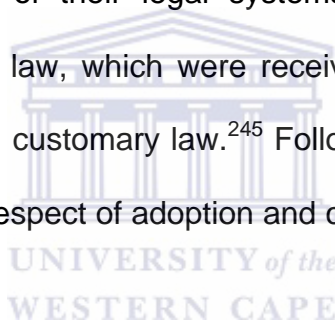 of their legal systems
law, which were receiv
customary law.²⁴⁵ Follo
espect of adoption and
UNIVERSITY of the
WESTERN CAPE